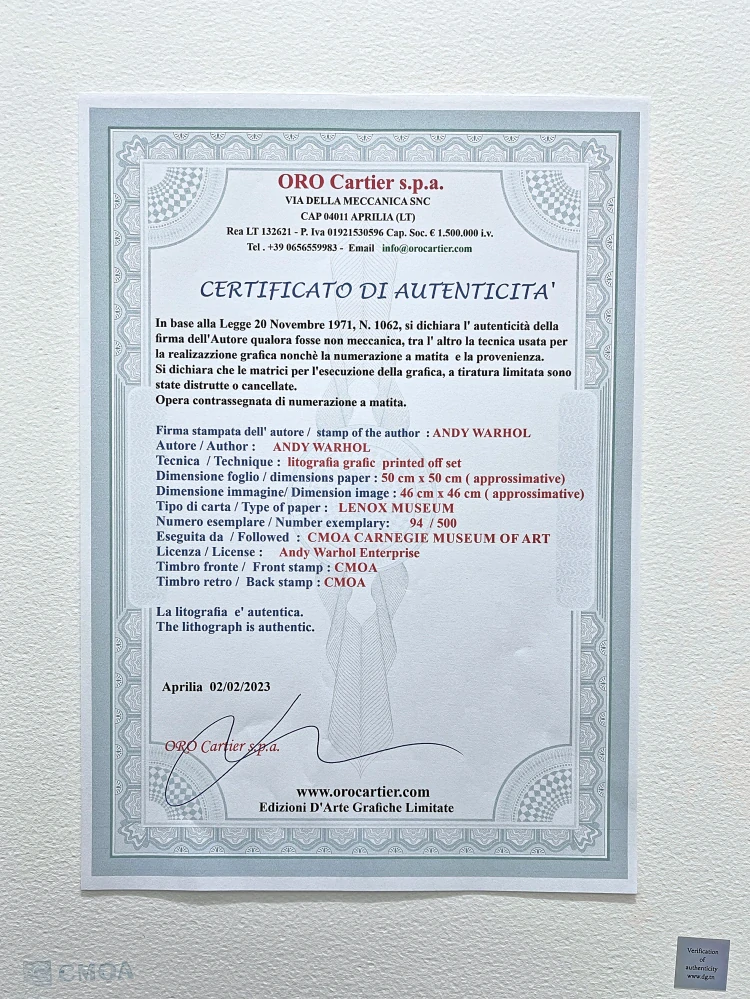 ORO Cartier s.p.a.
VIA DELLA MECCANICA SNC
CAP 04011 APRILIA (LT)
Rea LT 132621 - P. Iva 01921530596 Cap. Soc. € 1.500.000 i.v.
Tel . +39 0656559983 - Email info@orocartier.com
CERTIFICATO DI AUTENTICITA'
In base alla Legge 20 Novembre 1971, N. 1062, si dichiara l' autenticità della
firma dell'Autore qualora fosse non meccanica, tra l' altro la tecnica usata per
la realizazzione grafica nonchè la numerazione a matita e la provenienza.
Si dichiara che le matrici per l'esecuzione della grafica, a tiratura limitata sono
state distrutte o cancellate.
Opera contrassegnata di numerazione a matita.
Firma stampata dell' autore / stamp of the author : ANDY WARHOL
Autore / Author : ANDY WARHOL
Tecnica / Technique : litografia grafic printed off set
Dimensione foglio / dimensions paper : 50 cm x 50 cm ( approssimative)
Dimensione immagine/ Dimension image : 46 cm x 46 cm ( approssimative)
Tipo di carta / Type of paper : LENOX MUSEUM
Numero esemplare / Number exemplary: 94 / 500
Eseguita da / Followed : CMOA CARNEGIE MUSEUM OF ART
Licenza / License : Andy Warhol Enterprise
Timbro fronte / Front stamp : CMOA
Timbro retro / Back stamp : CMOA
La litografia e' autentica.
The lithograph is authentic.
Aprilia 02/02/2023
ORO Cartier s.p.a.
www.orocartier.com
Edizioni D'Arte Grafiche Limitate
CMOA
Verification
of
authenticity
www.dg.tn